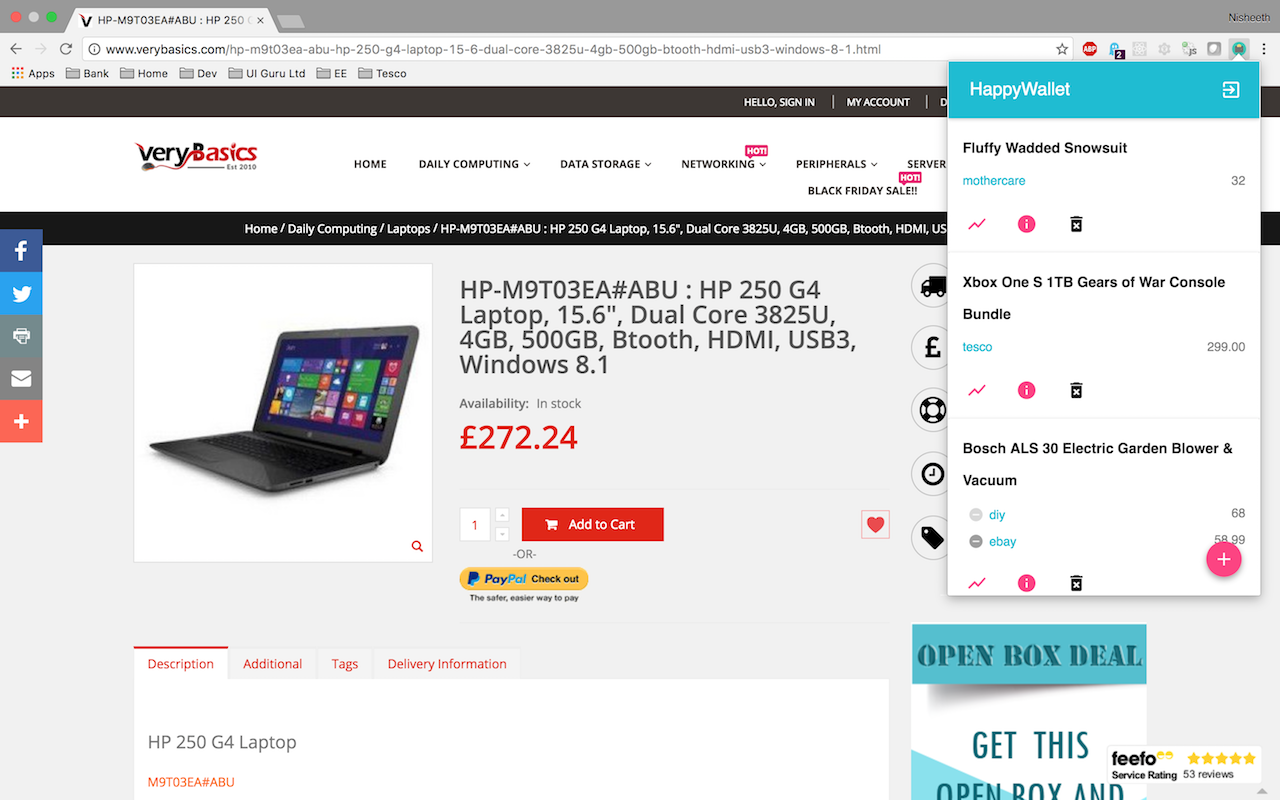 HP-M9T03EA#ABU : HP 250
Nisheeth
www.verybasics.com/hp-m9t03ea-abu-hp-250-g4-laptop-15-6-dual-core-3825u-4gb-500gb-btooth-hdmi-usb3-windows-8-1.html
ABP
2
JS
Apps Bank Home Dev UI Guru Ltd EE Tesco
HELLO, SIGN IN MY ACCOUNT D
veryBasics
Est 2010
HOT!
HOME DAILY COMPUTING DATA STORAGE NETWORKING PERIPHERALS SERVER
HOT!
BLACK FRIDAY SALE!!
Home / Daily Computing / Laptops / HP-M9T03EA#ABU : HP 250 G4 Laptop, 15.6", Dual Core 3825U, 4GB, 500GB, Btooth, HDMI, US
HP-M9T03EA#ABU : HP 250 G4
Laptop, 15.6", Dual Core 3825U,
4GB, 500GB, Btooth, HDMI, USB3,
Windows 8.1
Availability: In stock
£272.24
1
Add to Cart
-OR-
PayPal Check out
The safer, easier way to pay
Description Additional Tags Delivery Information
HP 250 G4 Laptop
M9T03EA#ABU
HappyWallet
Fluffy Wadded Snowsuit
mothercare 32
Xbox One S 1TB Gears of War Console
Bundle
tesco 299.00
Bosch ALS 30 Electric Garden Blower &
Vacuum
diy 68
ebay 58.99
OPEN BOX DEAL
GET THIS
OPEN BOX AND
feefo
Service Rating 53 reviews